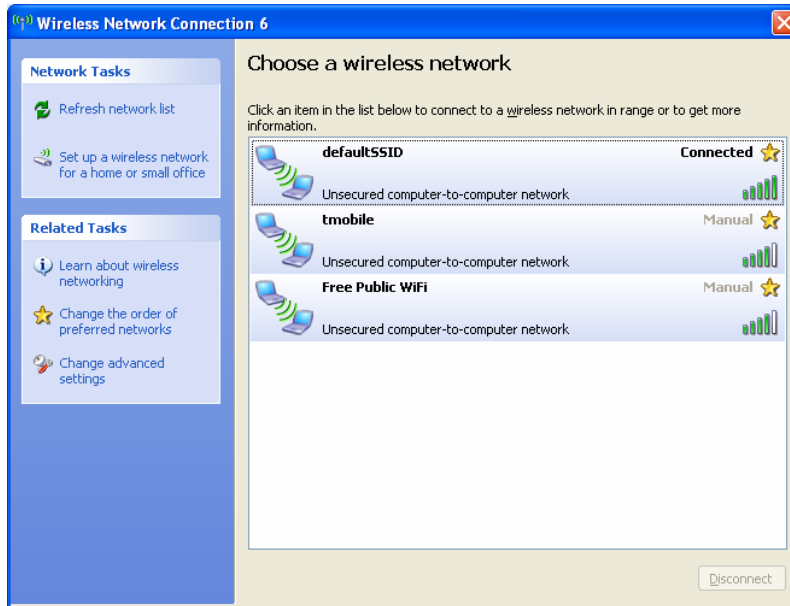 Wireless Network Connection 6
Network Tasks
Refresh network list
Set up a wireless network
for a home or small office
Related Tasks
Learn about wireless
networking
Change the order of
preferred networks
Change advanced
settings
Choose a wireless network
Click an item in the list below to connect to a wireless network in range or to get more
information.
defaultSSID Connected
Unsecured computer-to-computer network
tmobile Manual
Unsecured computer-to-computer network
Free Public WiFi Manual
Unsecured computer-to-computer network
Disconnect